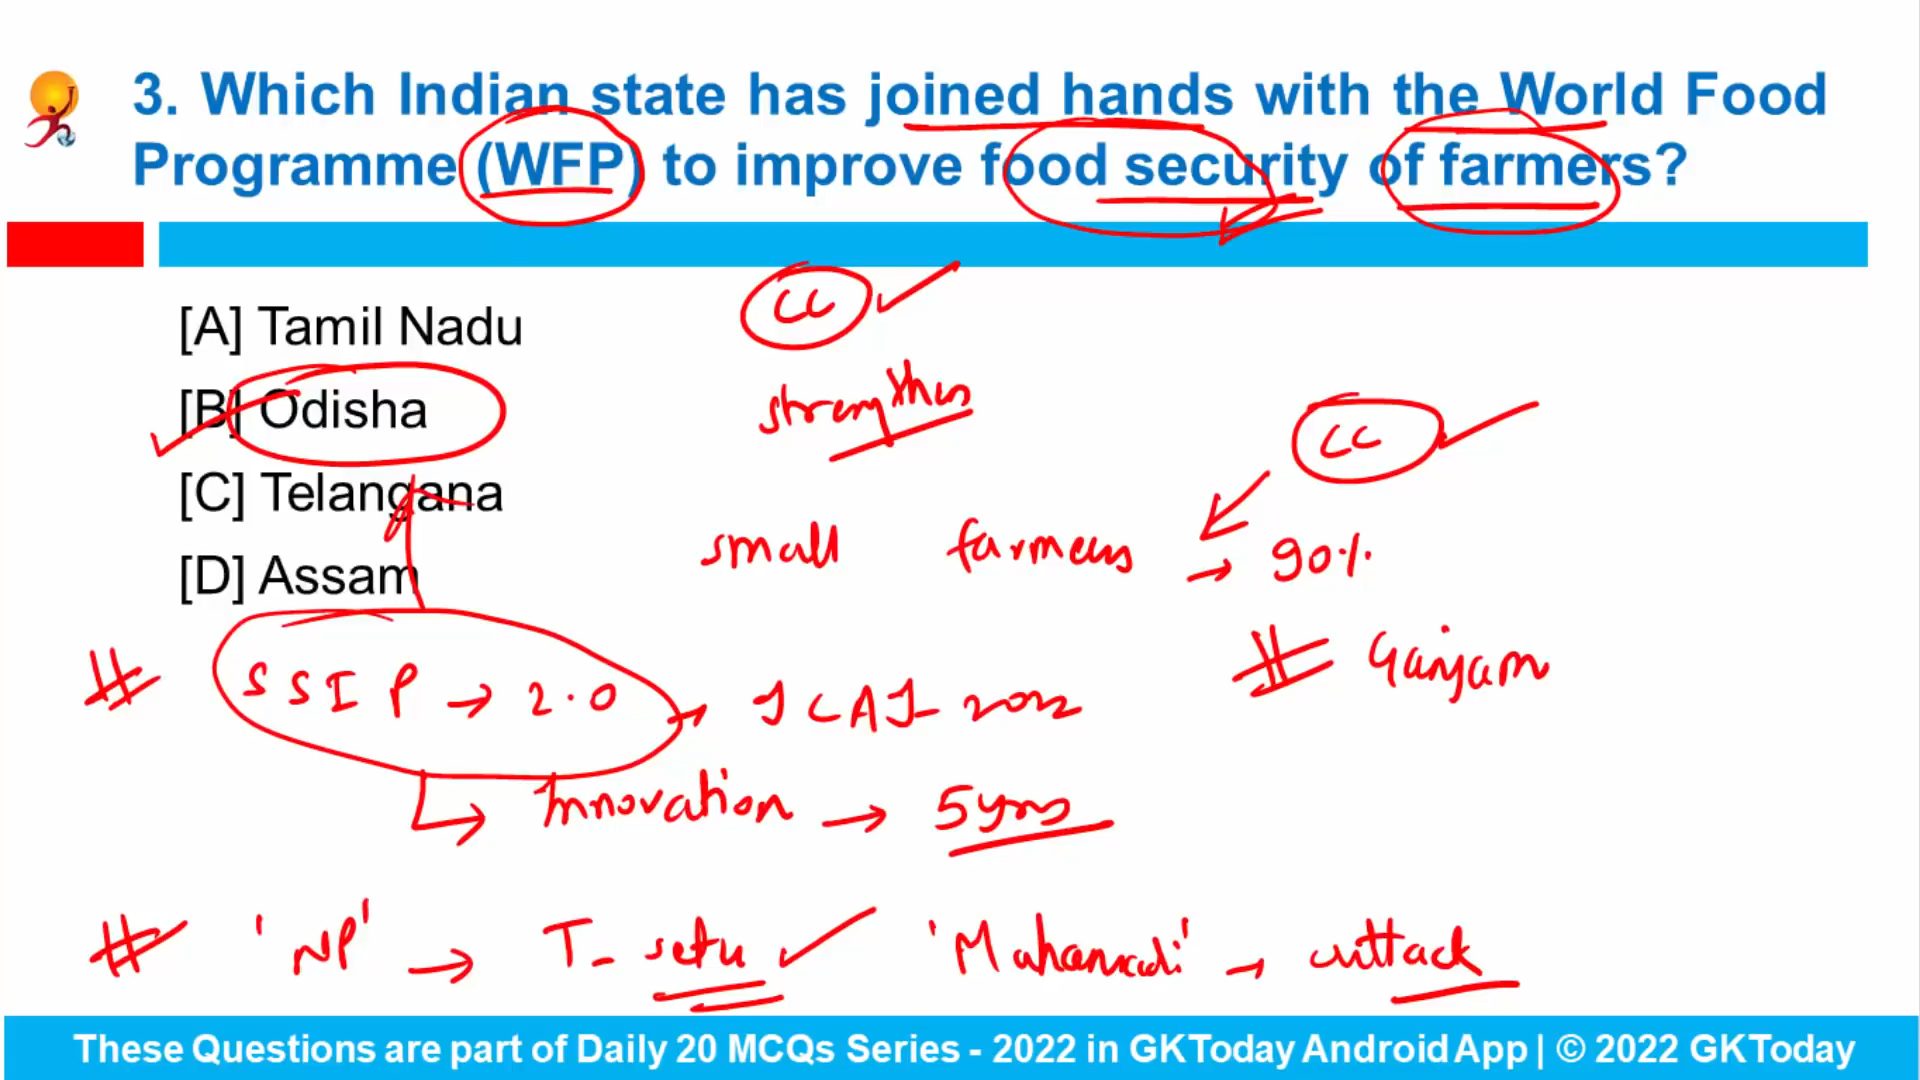 3. Which Indian state has joined hands with the World Food
Programme (WFP) to improve food security of farmers?
[A] Tamil Nadu
CC
[B] Odisha
strengthen
CC
[C] Telangana
small farmers → 90%
[D] Assam
# Ganjam
# SSIP → 2.0 → ICAI-2022
→ Innovation → 5yrs
# 'NP' → T- setu 'Mahanadi' → cuttack
These Questions are part of Daily 20 MCQs Series - 2022 in GKToday Android App | © 2022 GKToday